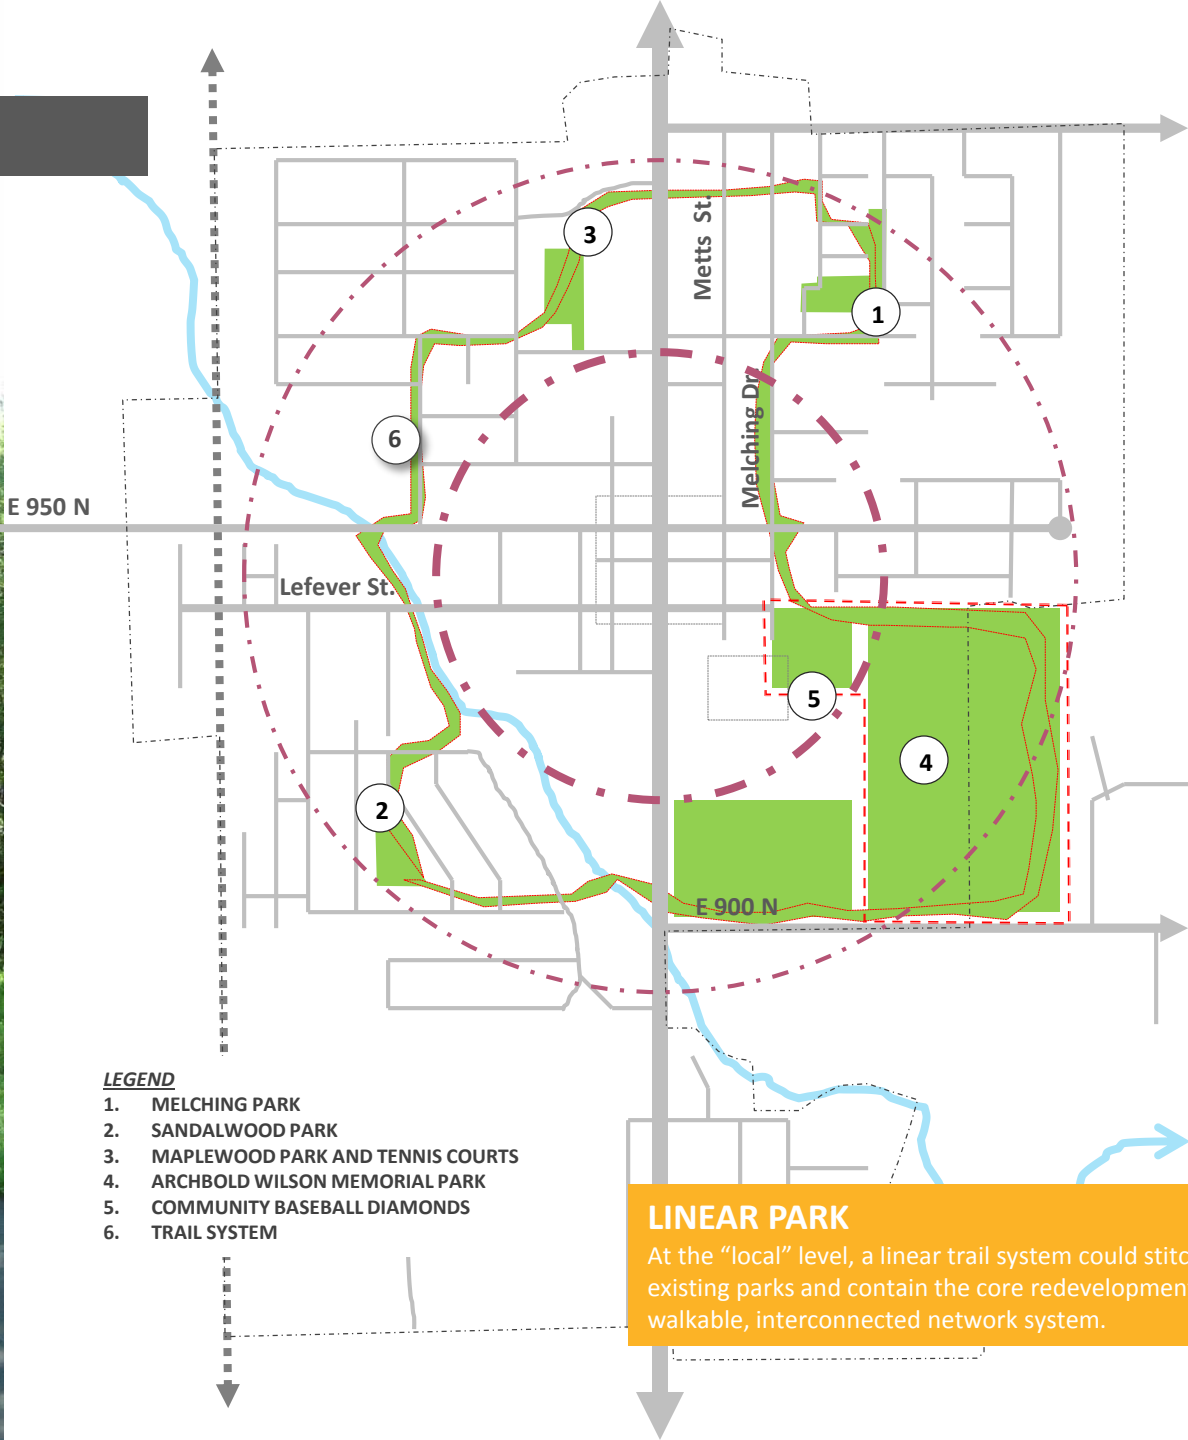 Metts St.
3
1
Melching Dr.
6
E 950 N
Lefever St.
5
4
2
E 900 N
LEGEND
1. MELCHING PARK
2. SANDALWOOD PARK
3. MAPLEWOOD PARK AND TENNIS COURTS
4. ARCHBOLD WILSON MEMORIAL PARK
5. COMMUNITY BASEBALL DIAMONDS
6. TRAIL SYSTEM
LINEAR PARK
At the “local” level, a linear trail system could stitc
existing parks and contain the core redevelopmen
walkable, interconnected network system.